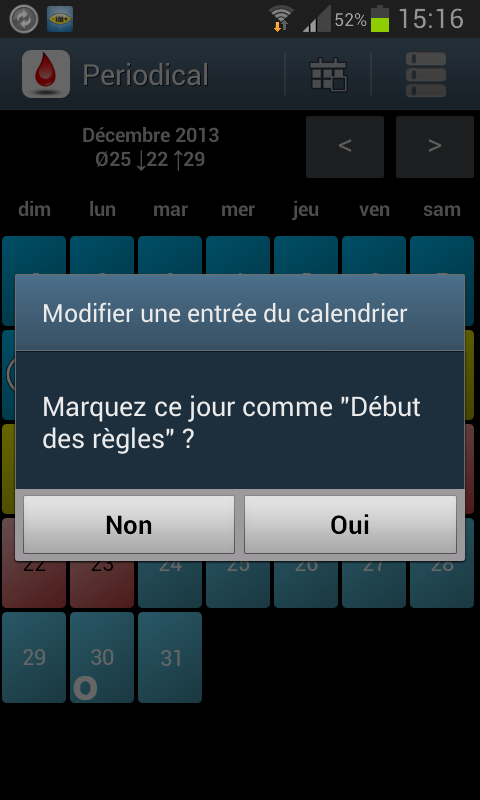 52% 15:16
Periodical
Décembre 2013
Ø25 ↓22 ↑29
< >
dim lun mar mer jeu ven sam
Modifier une entrée du calendrier
Marquez ce jour comme "Début
des règles" ?
Non Oui
22 23 24 25 26 27 28
29 30 31
o